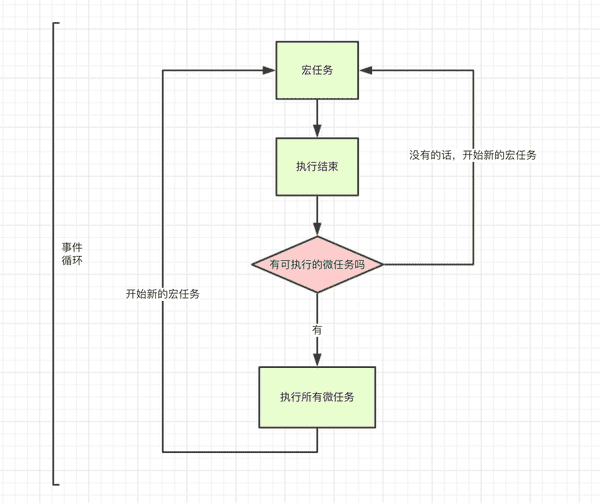 宏任务
执行结束
没有的话，开始新的宏任务
事件
循环
有可执行的微任务吗
开始新的宏任务
有
执行所有微任务